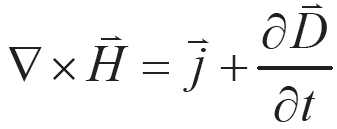 ∇ × H⃗ = j⃗ + ∂D⃗/∂t